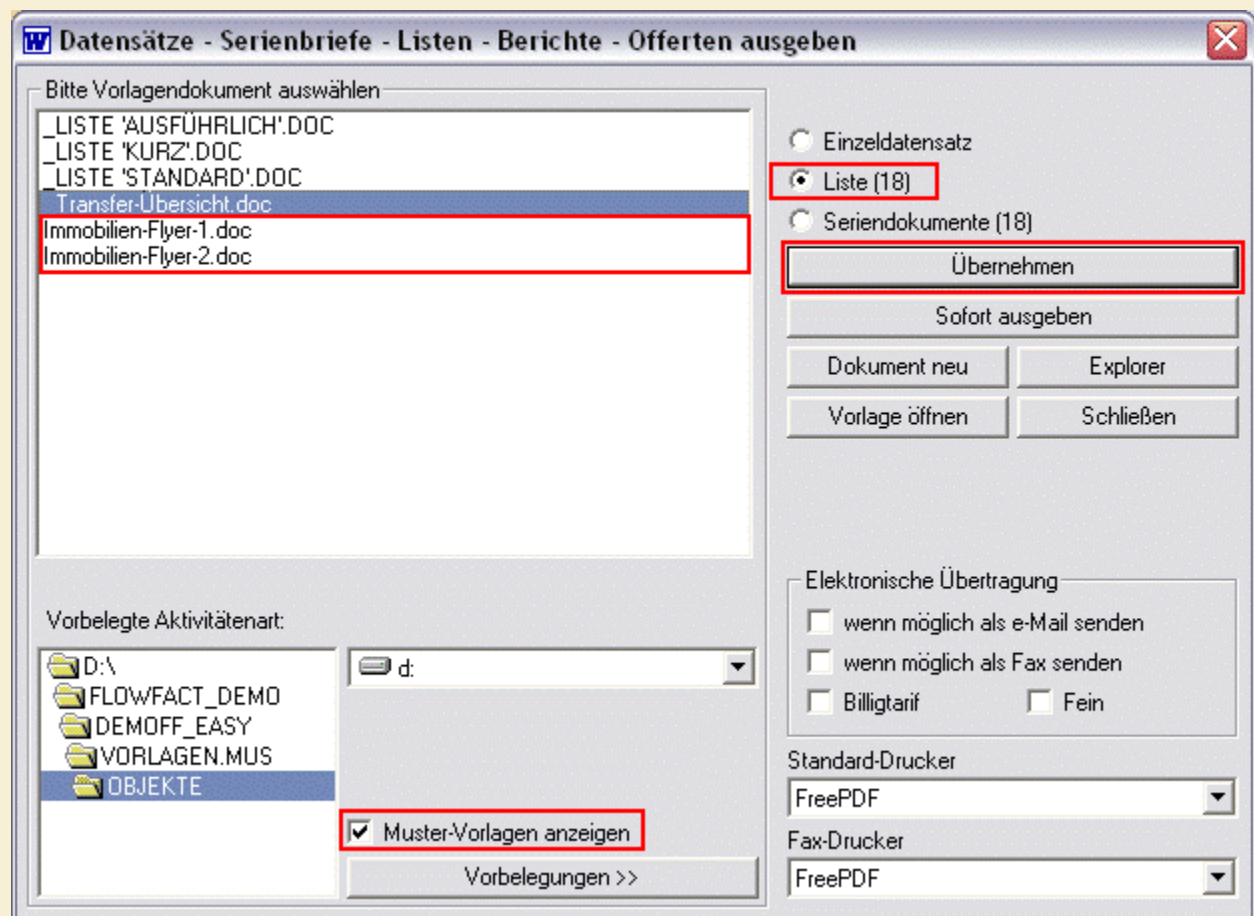 Datensätze - Serienbriefe - Listen - Berichte - Offerten ausgeben
Bitte Vorlagendokument auswählen
_LISTE 'AUSFÜHRLICH'.DOC
_LISTE 'KURZ'.DOC
_LISTE 'STANDARD'.DOC
_Transfer-Übersicht.doc
Immobilien-Flyer-1.doc
Immobilien-Flyer-2.doc
Einzeldatensatz
Liste (18)
Seriendokumente (18)
Übernehmen
Sofort ausgeben
Dokument neu
Explorer
Vorlage öffnen
Schließen
Vorbelegte Aktivitätenart:
D:\
FLOWFACT_DEMO
DEMOFF_EASY
VORLAGEN.MUS
OBJEKTE
d:
Muster-Vorlagen anzeigen
Vorbelegungen >>
Elektronische Übertragung
wenn möglich als e-Mail senden
wenn möglich als Fax senden
Billigtarif
Fein
Standard-Drucker
FreePDF
Fax-Drucker
FreePDF